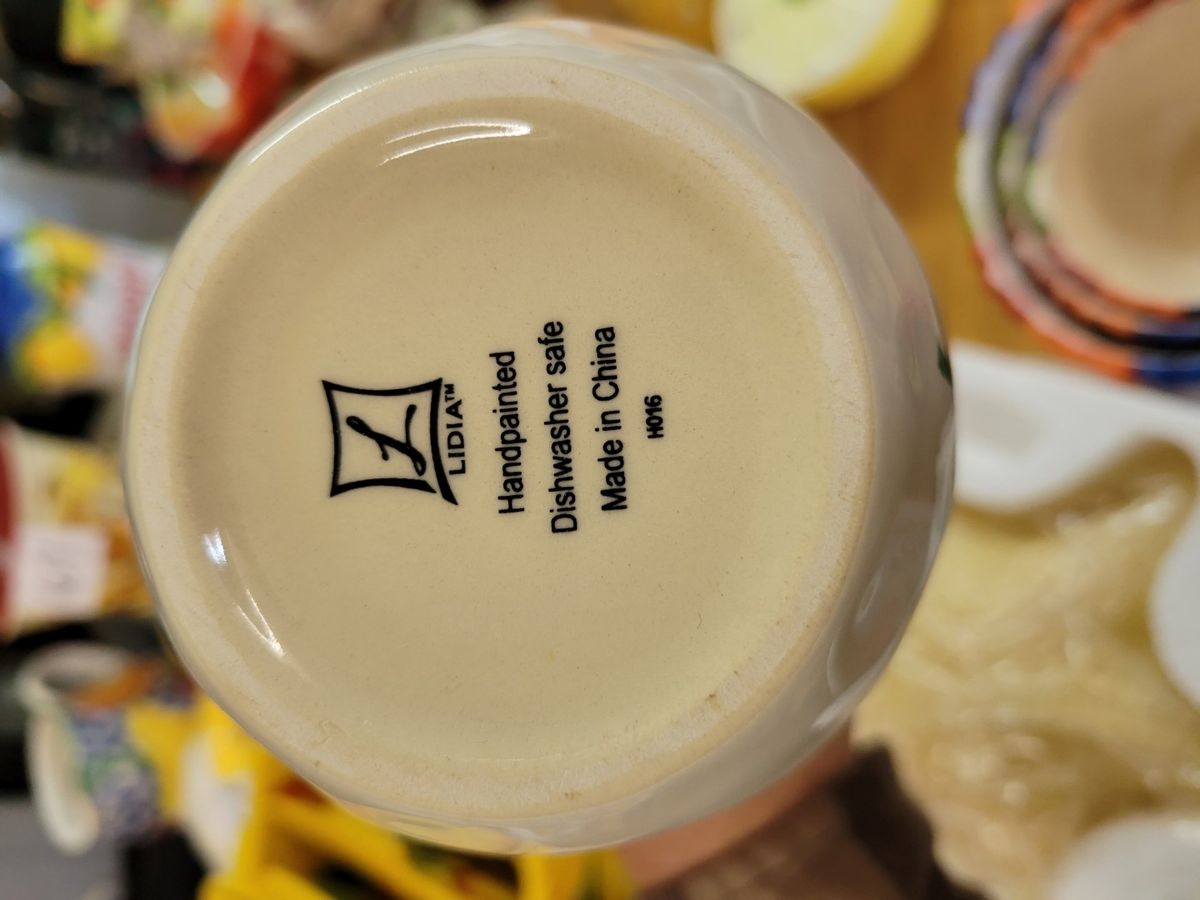 L
LIDIA™
Handpainted
Dishwasher safe
Made in China
H016